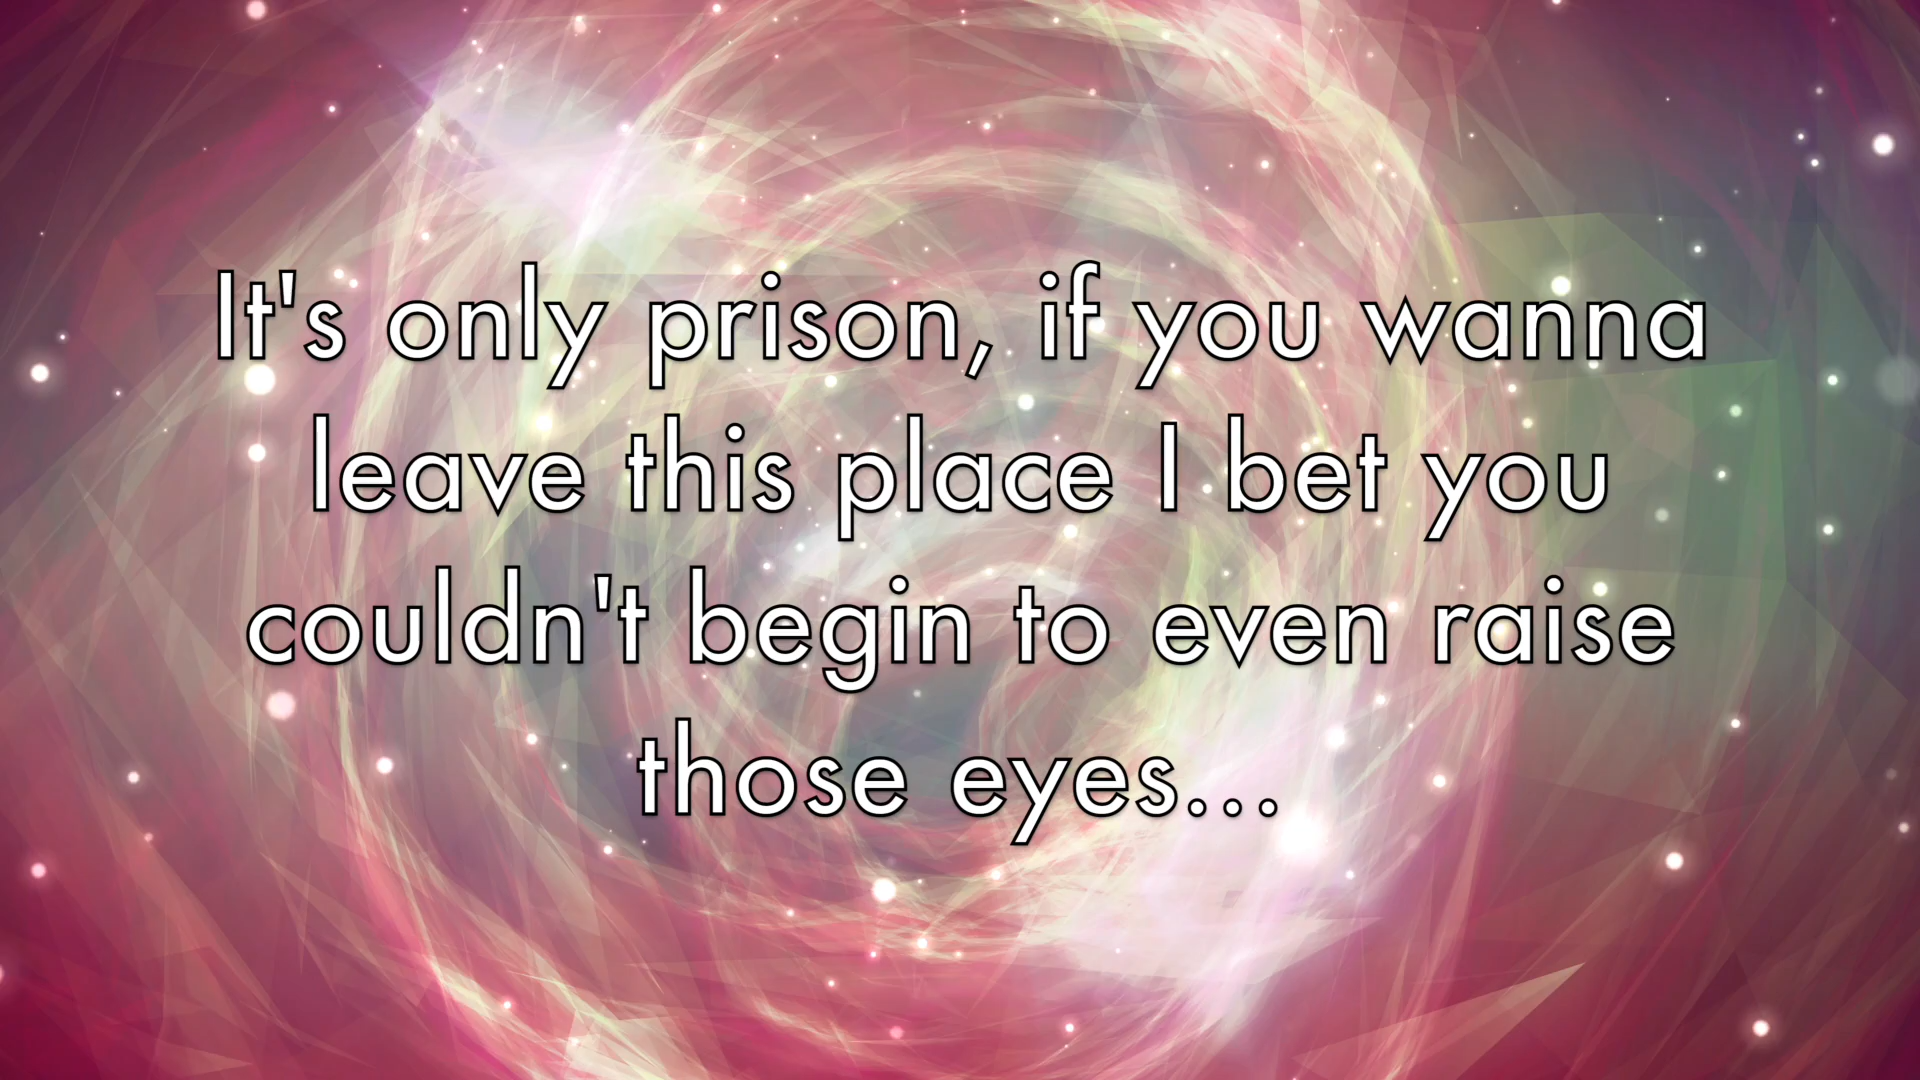 It's only prison, if you wanna
leave this place I bet you
couldn't begin to even raise
those eyes...